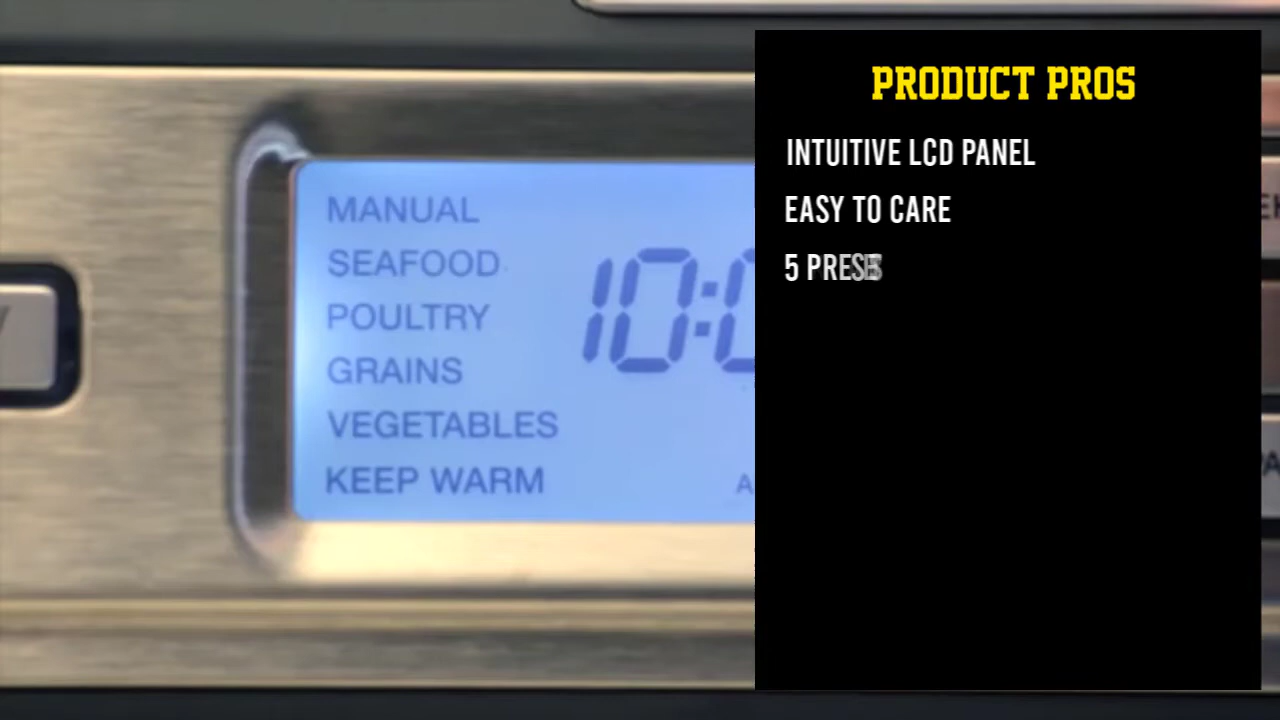 MANUAL
SEAFOOD
POULTRY
GRAINS
VEGETABLES
KEEP WARM
PRODUCT PROS
INTUITIVE LCD PANEL
EASY TO CARE
5